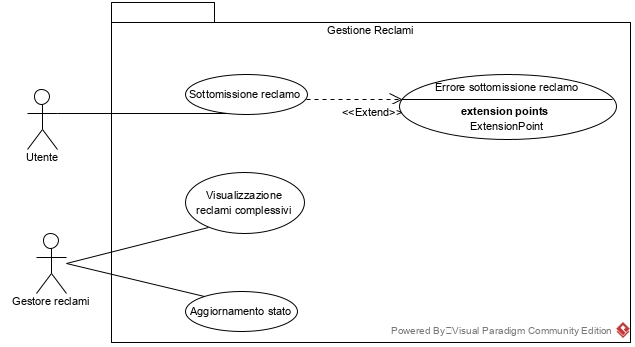 Gestione Reclami
Sottomissione reclamo
Errore sottomissione reclamo
<<Extend>>
extension points
ExtensionPoint
Utente
Visualizzazione
reclami complessivi
Gestore reclami
Aggiornamento stato
Powered By Visual Paradigm Community Edition